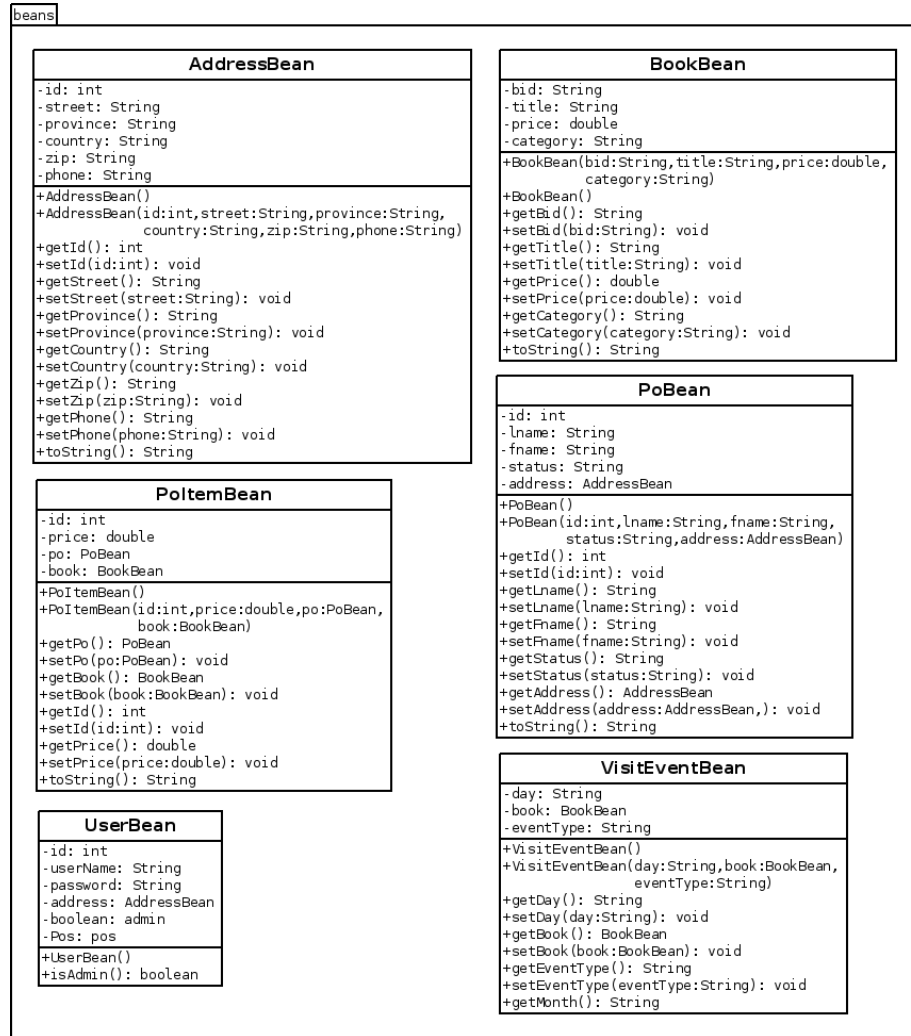 beans
AddressBean
-id: int
-street: String
-province: String
-country: String
-zip: String
-phone: String
+AddressBean()
+AddressBean(id:int,street:String,province:String,
country:String,zip:String,phone:String)
+getId(): int
+setId(id:int): void
+getStreet(): String
+setStreet(street:String): void
+getProvince(): String
+setProvince(province:String): void
+getCountry(): String
+setCountry(country:String): void
+getZip(): String
+setZip(zip:String): void
+getPhone(): String
+setPhone(phone:String): void
+toString(): String
BookBean
-bid: String
-title: String
-price: double
-category: String
+BookBean(bid:String,title:String,price:double,
category:String)
+BookBean()
+getBid(): String
+setBid(bid:String): void
+getTitle(): String
+setTitle(title:String): void
+getPrice(): double
+setPrice(price:double): void
+getCategory(): String
+setCategory(category:String): void
+toString(): String
PoItemBean
-id: int
-price: double
-po: PoBean
-book: BookBean
+PoItemBean()
+PoItemBean(id:int,price:double,po:PoBean,
book:BookBean)
+getPo(): PoBean
+setPo(po:PoBean): void
+getBook(): BookBean
+setBook(book:BookBean): void
+getId(): int
+setId(id:int): void
+getPrice(): double
+setPrice(price:double): void
+toString(): String
PoBean
-id: int
-lname: String
-fname: String
-status: String
-address: AddressBean
+PoBean()
+PoBean(id:int,lname:String,fname:String,
status:String,address:AddressBean)
+getId(): int
+setId(id:int): void
+getLname(): String
+setLname(lname:String): void
+getFname(): String
+setFname(fname:String): void
+getStatus(): String
+setStatus(status:String): void
+getAddress(): AddressBean
+setAddress(address:AddressBean,): void
+toString(): String
UserBean
-id: int
-userName: String
-password: String
-address: AddressBean
-boolean: admin
-Pos: pos
+UserBean()
+isAdmin(): boolean
VisitEventBean
-day: String
-book: BookBean
-eventType: String
+VisitEventBean()
+VisitEventBean(day:String,book:BookBean,
eventType:String)
+getDay(): String
+setDay(day:String): void
+getBook(): BookBean
+setBook(book:BookBean): void
+getEventType(): String
+setEventType(eventType:String): void
+getMonth(): String